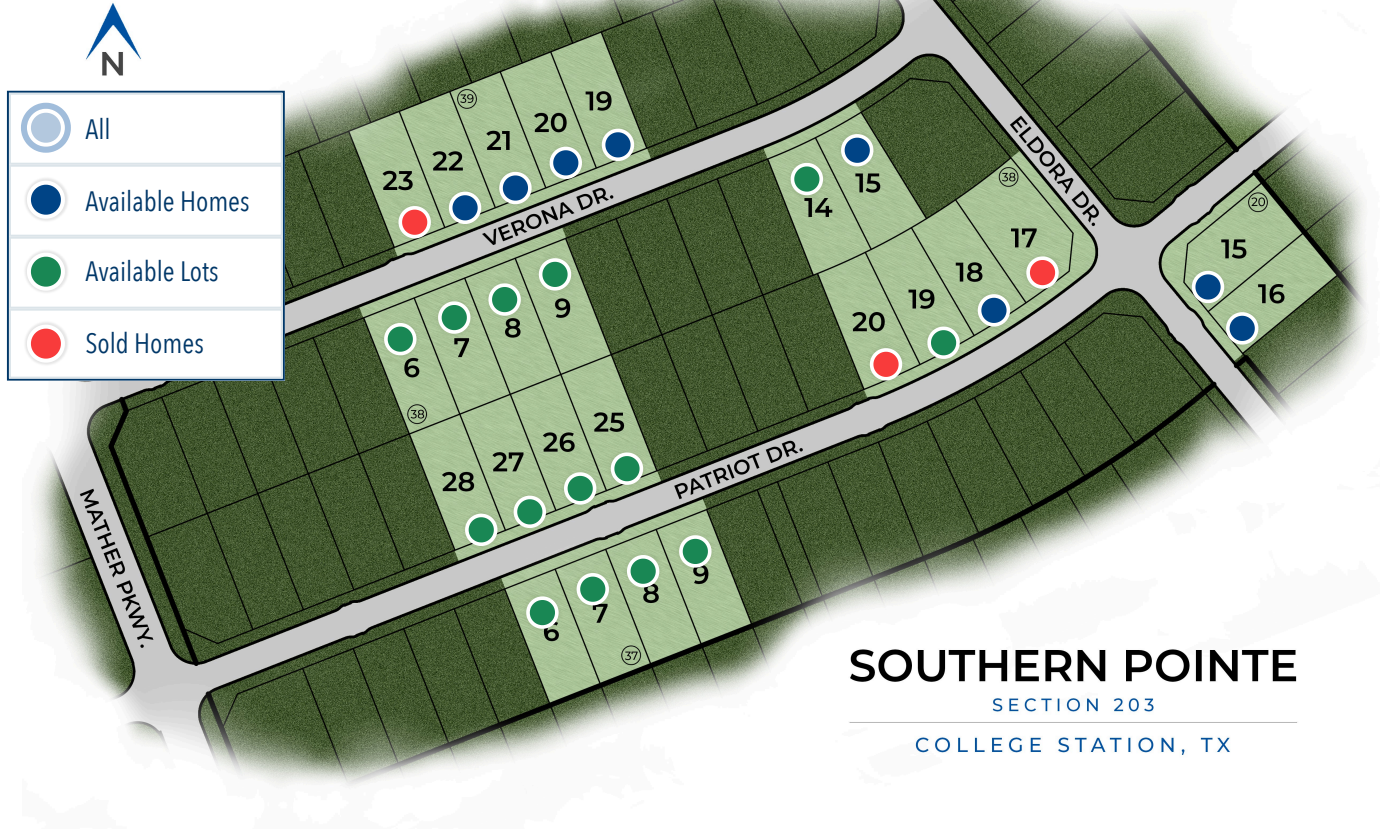 N
All
Available Homes
Available Lots
Sold Homes
39
23
22
21
20
19
VERONA DR.
ELDORA DR.
14
15
38
17
18
19
20
20
15
16
6
7
8
9
38
28
27
26
25
PATRIOT DR.
MATHER PKWY.
6
7
8
9
37
SOUTHERN POINTE
SECTION 203
COLLEGE STATION, TX